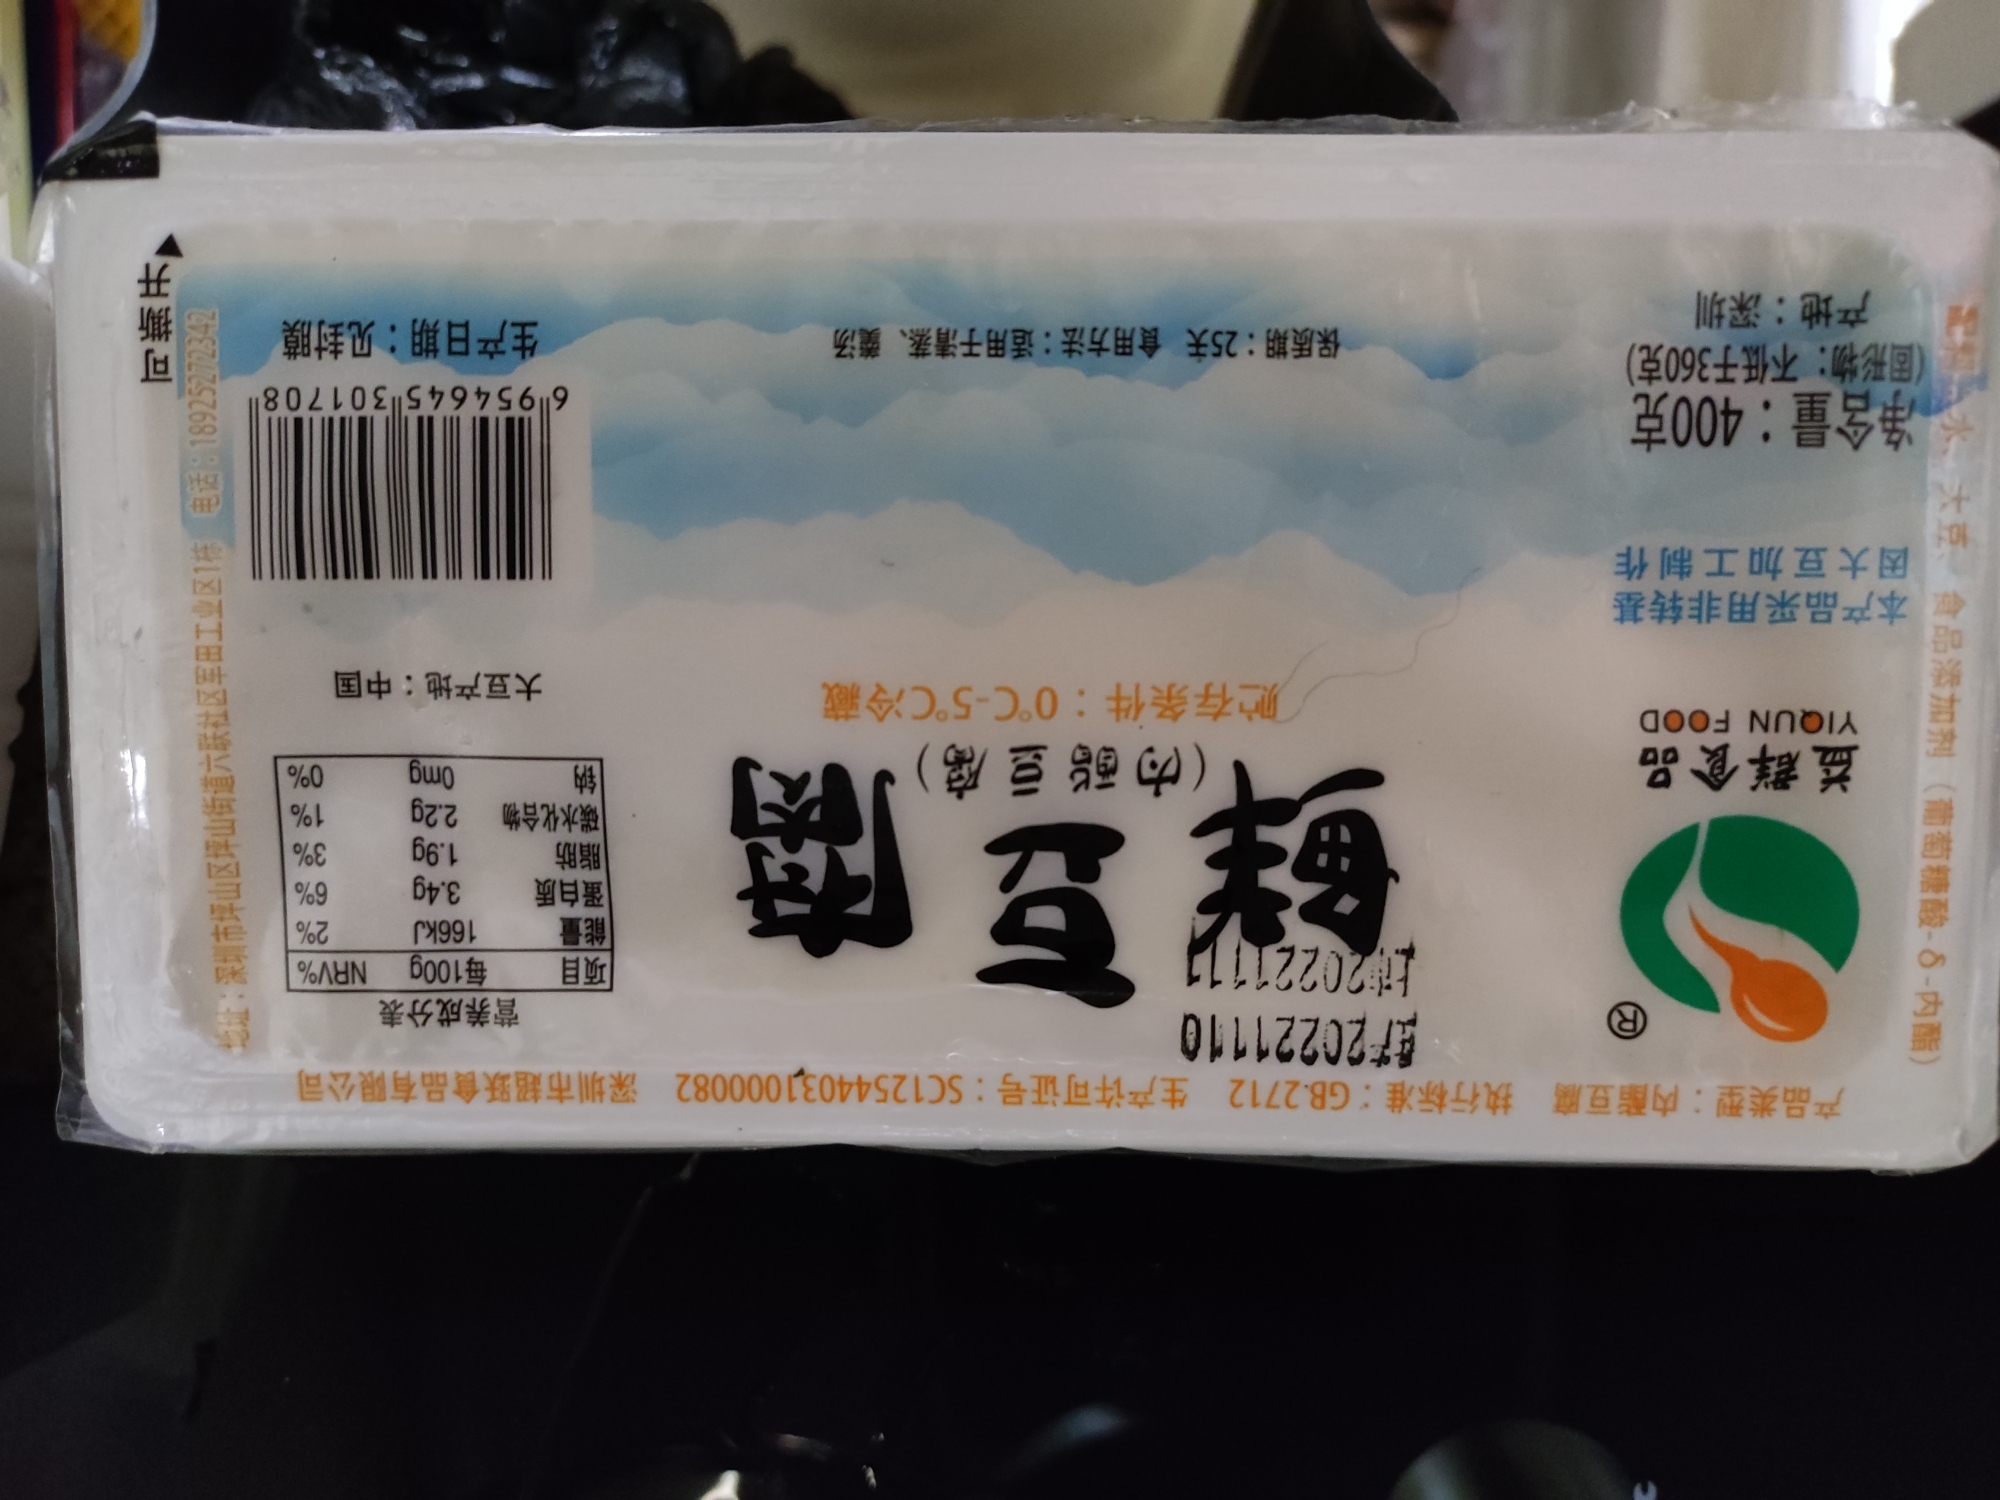 产品类型：内酯豆腐 执行标准：GB 2712 生产许可证号：SC12544031000082 深圳市超跃食品有限公司
产20221110
20221111
®
益群食品
YIQUN FOOD
鲜豆腐
(内酯豆腐)
贮存条件：0℃-5℃冷藏
营养成分表
项目 每100g NRV%
能量 166kJ 2%
蛋白质 3.4g 6%
脂肪 1.9g 3%
碳水化合物 2.2g 1%
钠 0mg 0%
大豆产地：中国
本产品采用非转基
因大豆加工制作
净含量：400克
(固形物：不低于360克)
产地：深圳
保质期：25天 食用方法：适用于清蒸、羹汤
6 954645 301708
生产日期：见封膜
可撕开
地址：深圳市坪山区坪山街道六联社区军田工业区1栋 电话：18925272342
水、大豆、食品添加剂（葡萄糖酸-δ-内酯）